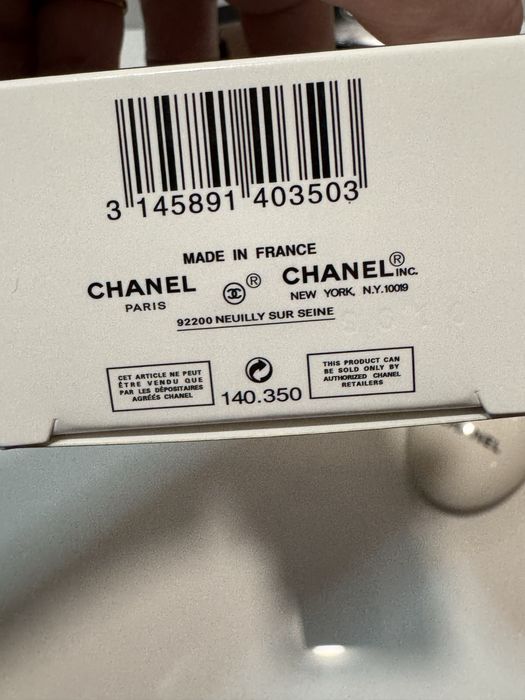 3 145891 403503
MADE IN FRANCE
CHANEL
PARIS
®
CHANEL® INC.
NEW YORK, N.Y.10019
92200 NEUILLY SUR SEINE
CET ARTICLE NE PEUT
ÊTRE VENDU QUE
PAR LES DÉPOSITAIRES
AGRÉÉS CHANEL
140.350
THIS PRODUCT CAN
BE SOLD ONLY BY
AUTHORIZED CHANEL
RETAILERS